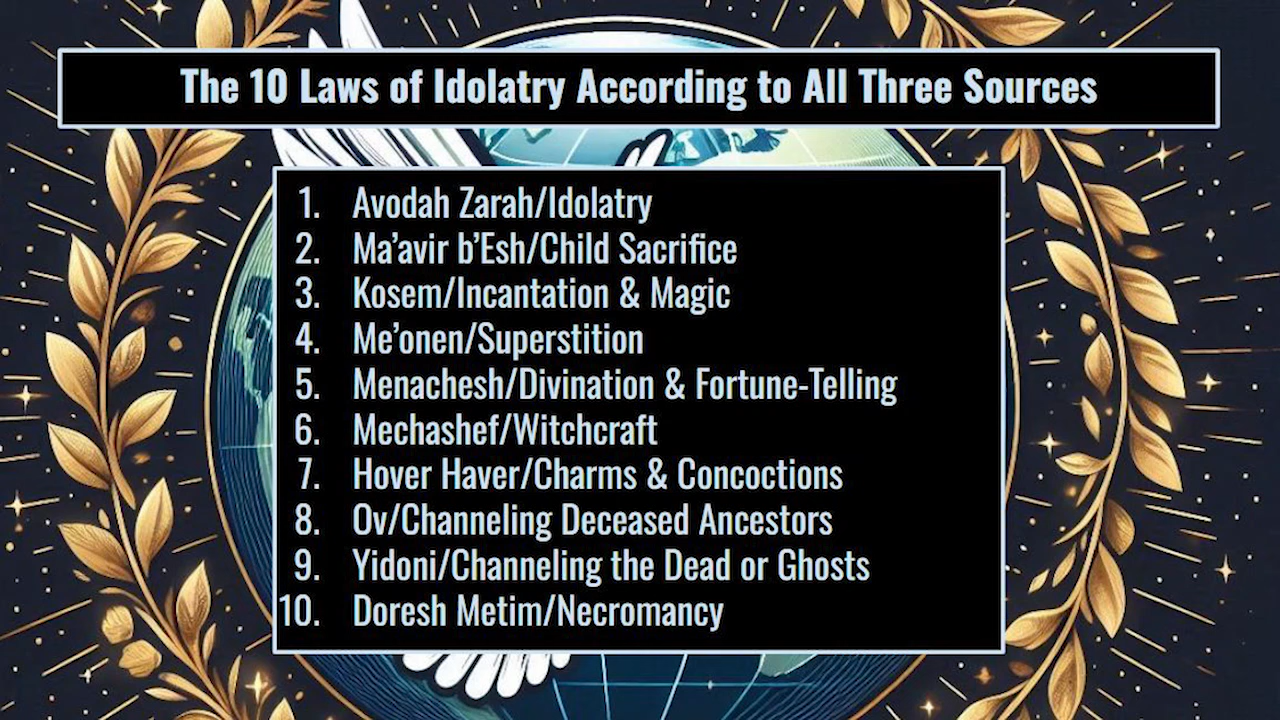 The 10 Laws of Idolatry According to All Three Sources
1. Avodah Zarah/Idolatry
2. Ma’avir b’Esh/Child Sacrifice
3. Kosem/Incantation & Magic
4. Me’onen/Superstition
5. Menachesh/Divination & Fortune-Telling
6. Mechashef/Witchcraft
7. Hover Haver/Charms & Concoctions
8. Ov/Channeling Deceased Ancestors
9. Yidoni/Channeling the Dead or Ghosts
10. Doresh Metim/Necromancy